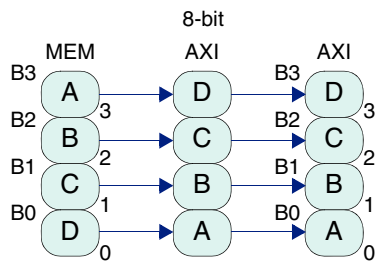 8-bit
MEM AXI AXI
B3 A 3 D B3 D 3
B2 B 2 C B2 C 2
B1 C 1 B B1 B 1
B0 D 0 A B0 A 0